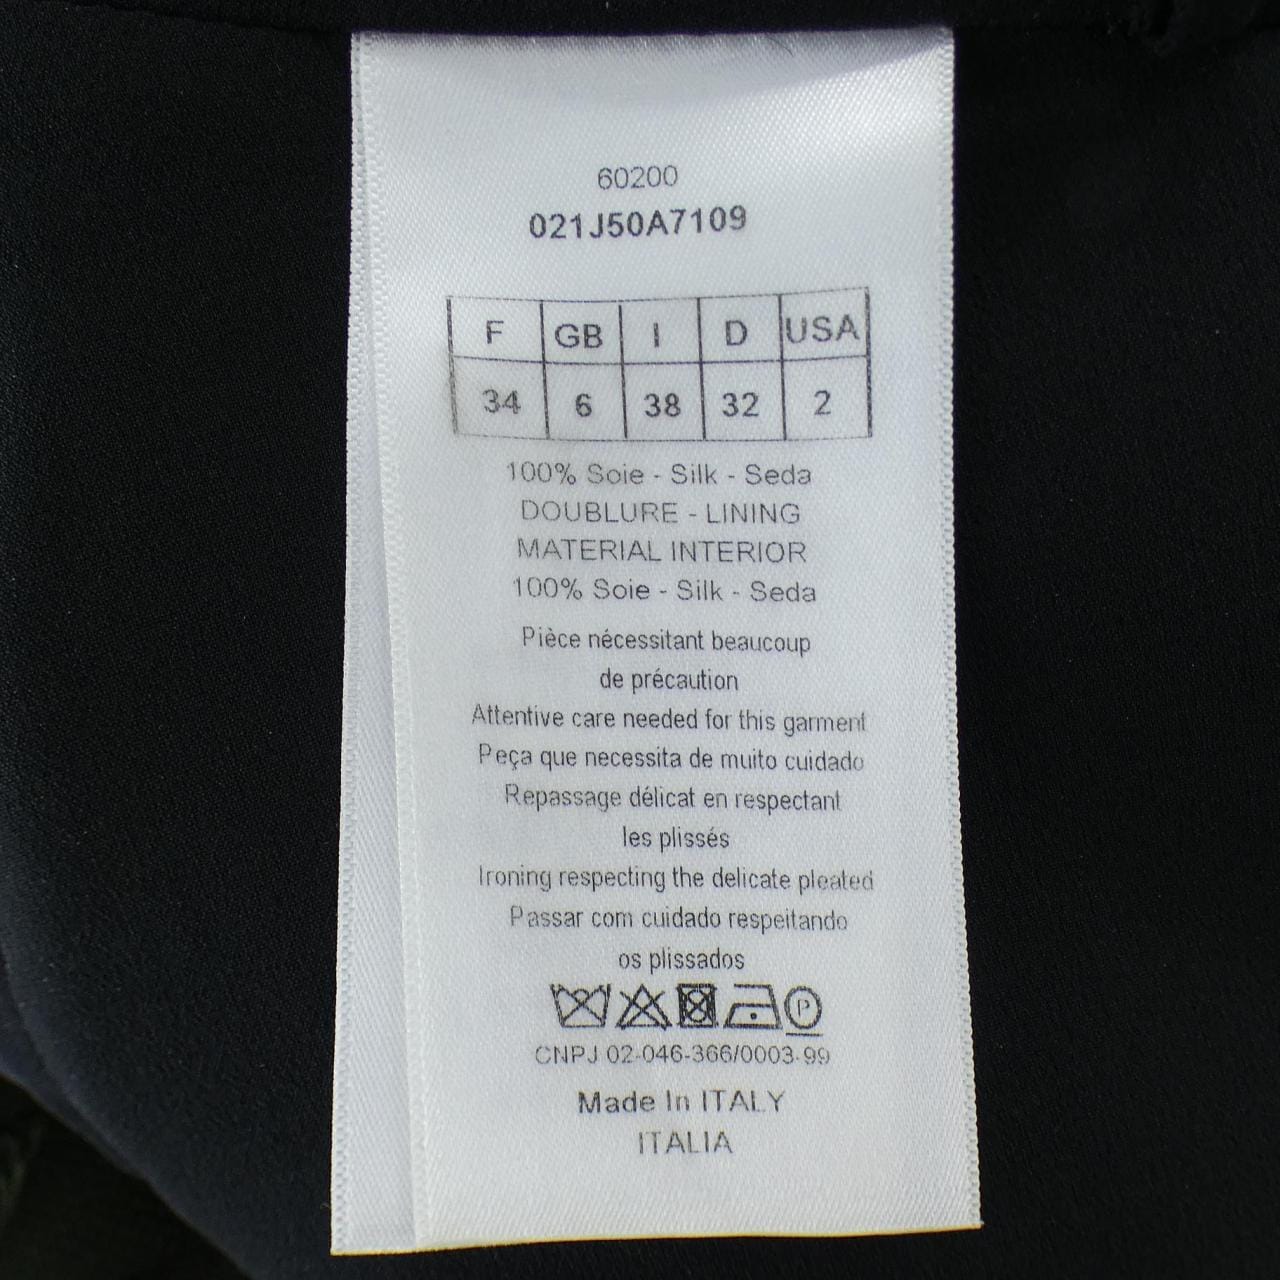 60200
021J50A7109
F GB I D USA
34 6 38 32 2
100% Soie - Silk - Seda
DOUBLURE - LINING
MATERIAL INTERIOR
100% Soie - Silk - Seda
Pièce nécessitant beaucoup
de précaution
Attentive care needed for this garment
Peça que necessita de muito cuidado
Repassage délicat en respectant
les plissés
Ironing respecting the delicate pleated
Passar com cuidado respeitando
os plissados
P
CNPJ 02-046-366/0003-99
Made In ITALY
ITALIA